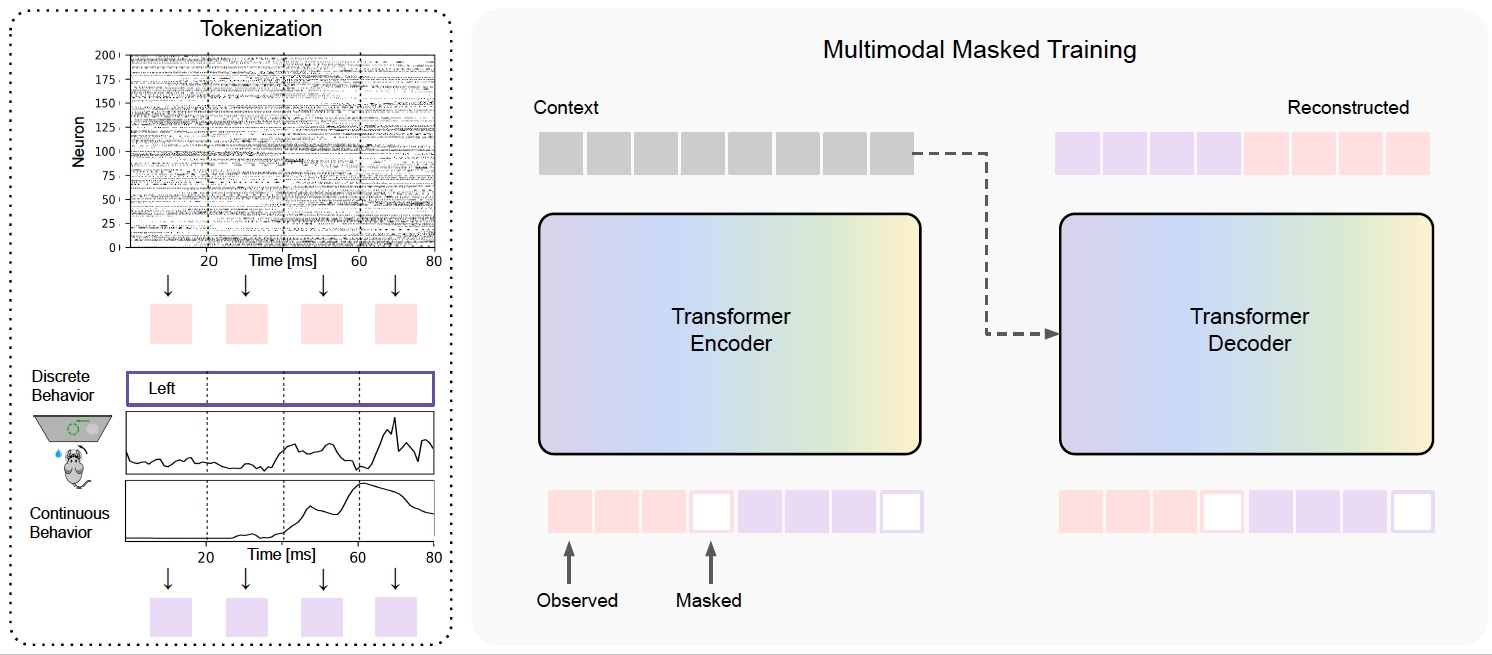 Tokenization
Neuron
200
175
150
125
100
75
50
25
0
20
Time [ms]
60
80
Discrete
Behavior
Left
Continuous
Behavior
20
Time [ms]
60
80
Multimodal Masked Training
Context
Reconstructed
Transformer
Encoder
Transformer
Decoder
Observed
Masked